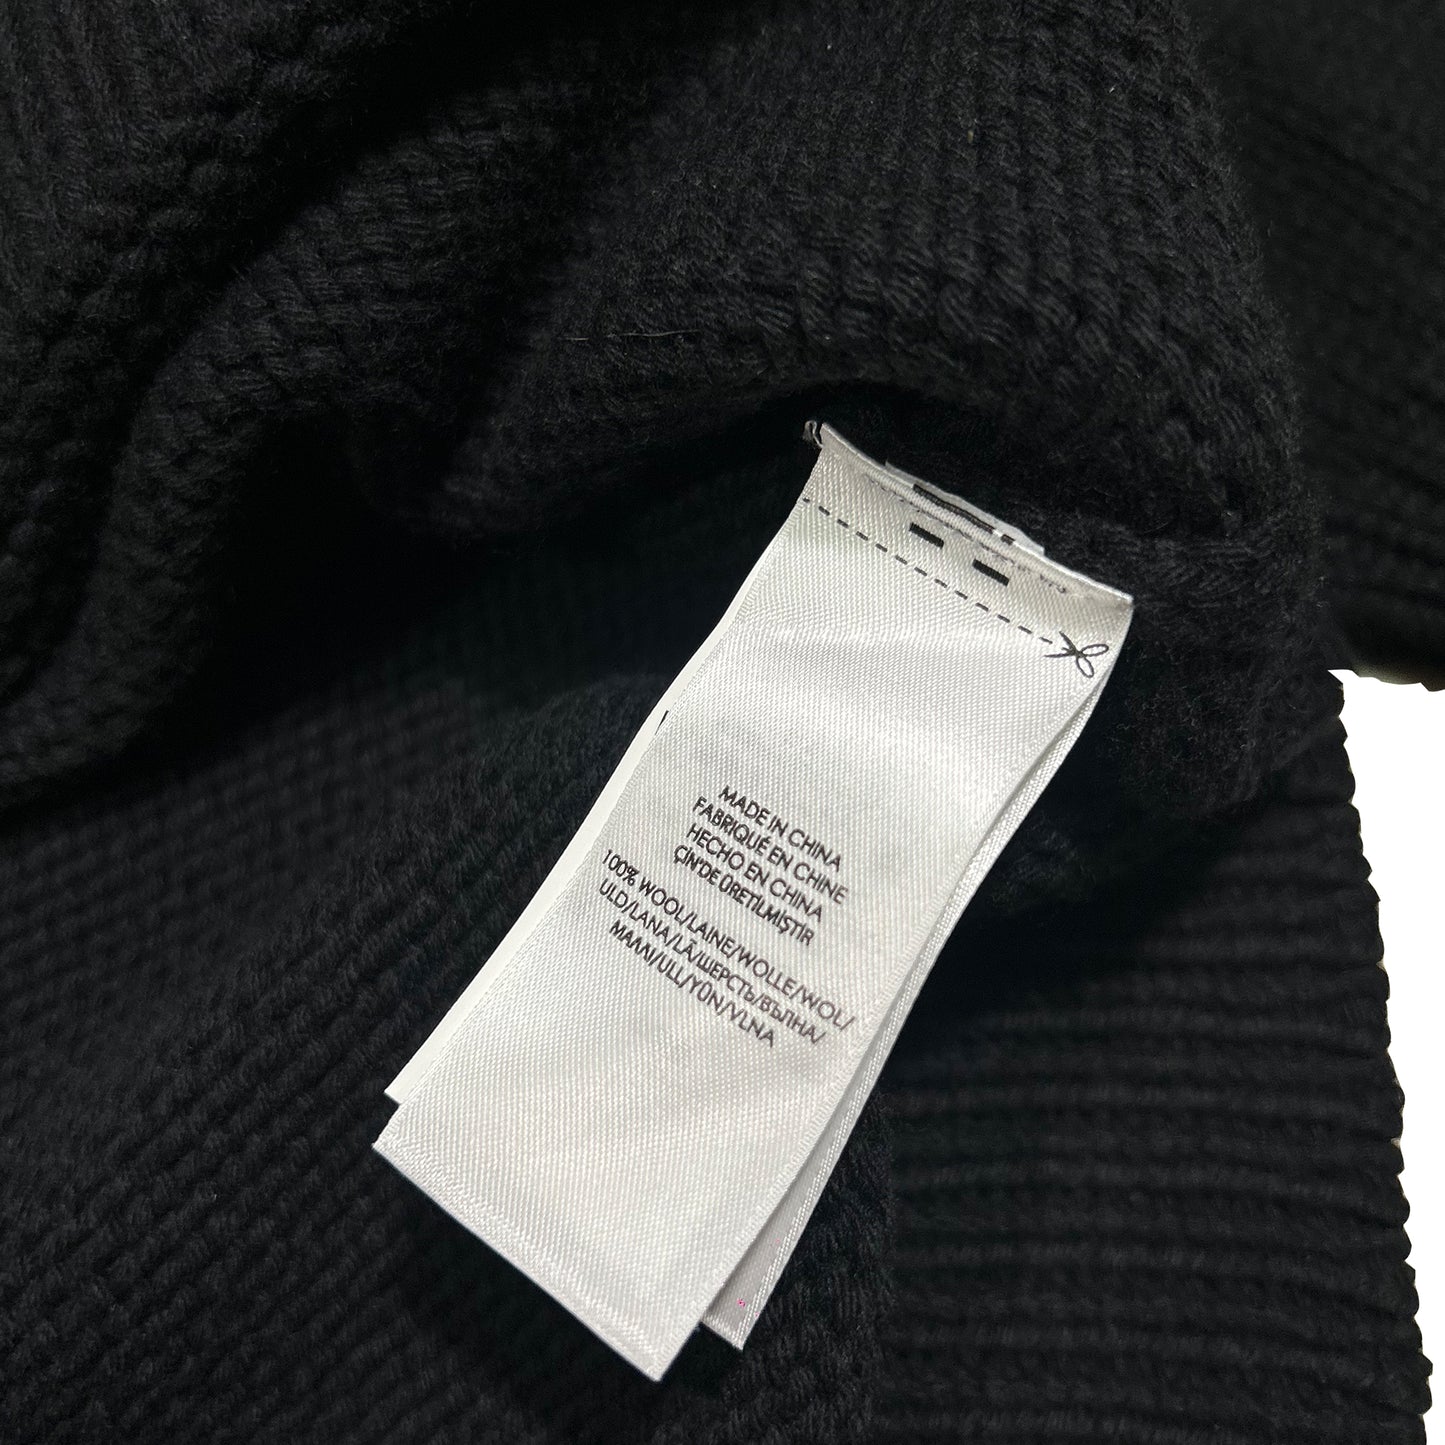 MADE IN CHINA
FABRIQUÉ EN CHINE
HECHO EN CHINA
ÇİN'DE ÜRETİLMİŞTİR
100% WOOL/LAINE/WOLLE/WOL/
ULD/LANA/LÃ/ШЕРСТЬ/ВЪЛНА/
ΜΑΛΛΙ/ULL/YÜN/VLNA